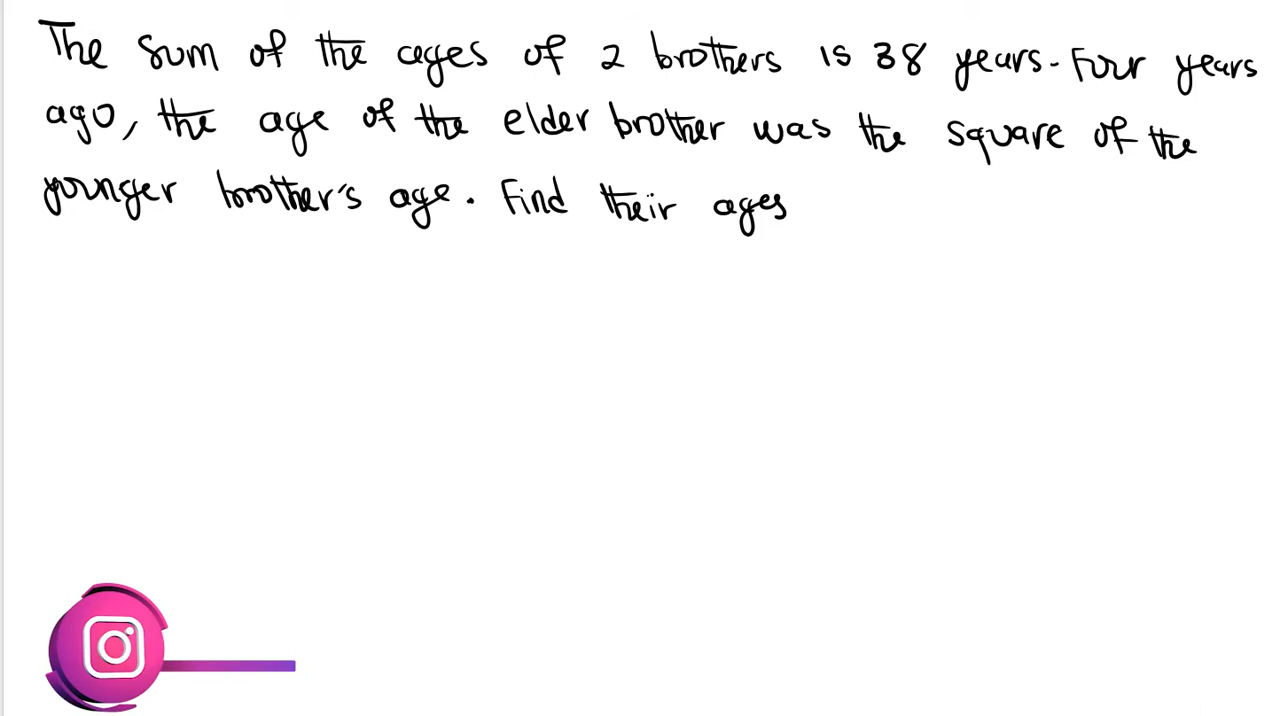 The sum of the ages of 2 brothers is 38 years. Four years
ago, the age of the elder brother was the square of the
younger brother's age. Find their ages